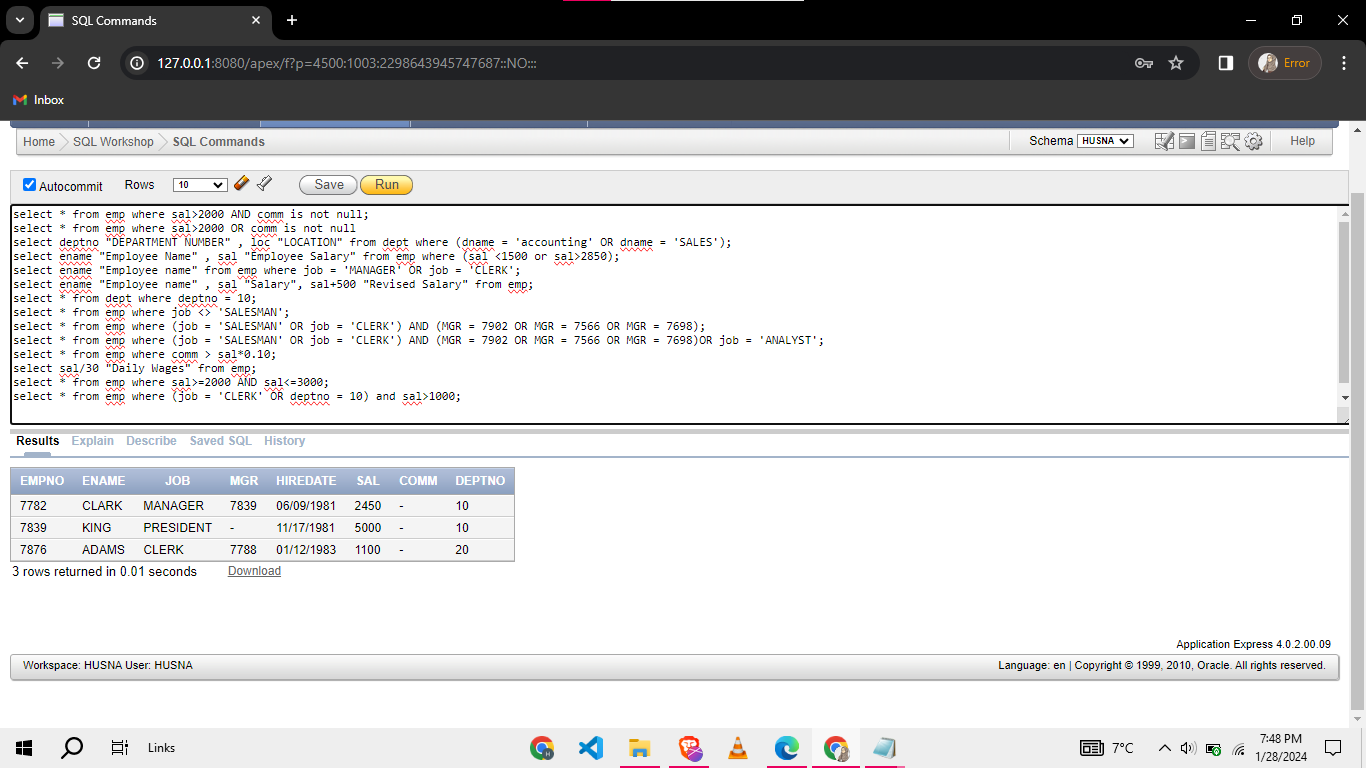 SQL Commands
127.0.0.1:8080/apex/f?p=4500:1003:2298643945747687::NO:::
Error
Inbox
Home SQL Workshop SQL Commands
Schema HUSNA
Help
Autocommit Rows 10 Save Run
select * from emp where sal>2000 AND comm is not null;
select * from emp where sal>2000 OR comm is not null
select deptno "DEPARTMENT NUMBER" , loc "LOCATION" from dept where (dname = 'accounting' OR dname = 'SALES');
select ename "Employee Name" , sal "Employee Salary" from emp where (sal <1500 or sal>2850);
select ename "Employee name" from emp where job = 'MANAGER' OR job = 'CLERK';
select ename "Employee name" , sal "Salary", sal+500 "Revised Salary" from emp;
select * from dept where deptno = 10;
select * from emp where job <> 'SALESMAN';
select * from emp where (job = 'SALESMAN' OR job = 'CLERK') AND (MGR = 7902 OR MGR = 7566 OR MGR = 7698);
select * from emp where (job = 'SALESMAN' OR job = 'CLERK') AND (MGR = 7902 OR MGR = 7566 OR MGR = 7698)OR job = 'ANALYST';
select * from emp where comm > sal*0.10;
select sal/30 "Daily Wages" from emp;
select * from emp where sal>=2000 AND sal<=3000;
select * from emp where (job = 'CLERK' OR deptno = 10) and sal>1000;
Results Explain Describe Saved SQL History
EMPNO ENAME JOB MGR HIREDATE SAL COMM DEPTNO
7782 CLARK MANAGER 7839 06/09/1981 2450 - 10
7839 KING PRESIDENT - 11/17/1981 5000 - 10
7876 ADAMS CLERK 7788 01/12/1983 1100 - 20
3 rows returned in 0.01 seconds Download
Application Express 4.0.2.00.09
Workspace: HUSNA User: HUSNA
Language: en | Copyright © 1999, 2010, Oracle. All rights reserved.
Links
7°C
7:48 PM
1/28/2024